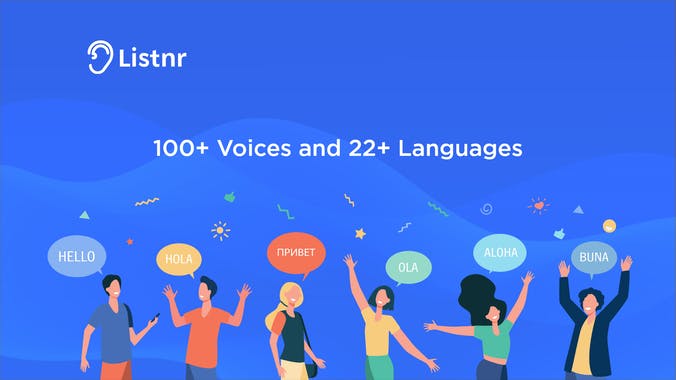 Listnr
100+ Voices and 22+ Languages
HELLO
HOLA
ПРИВЕТ
OLA
ALOHA
BUNA